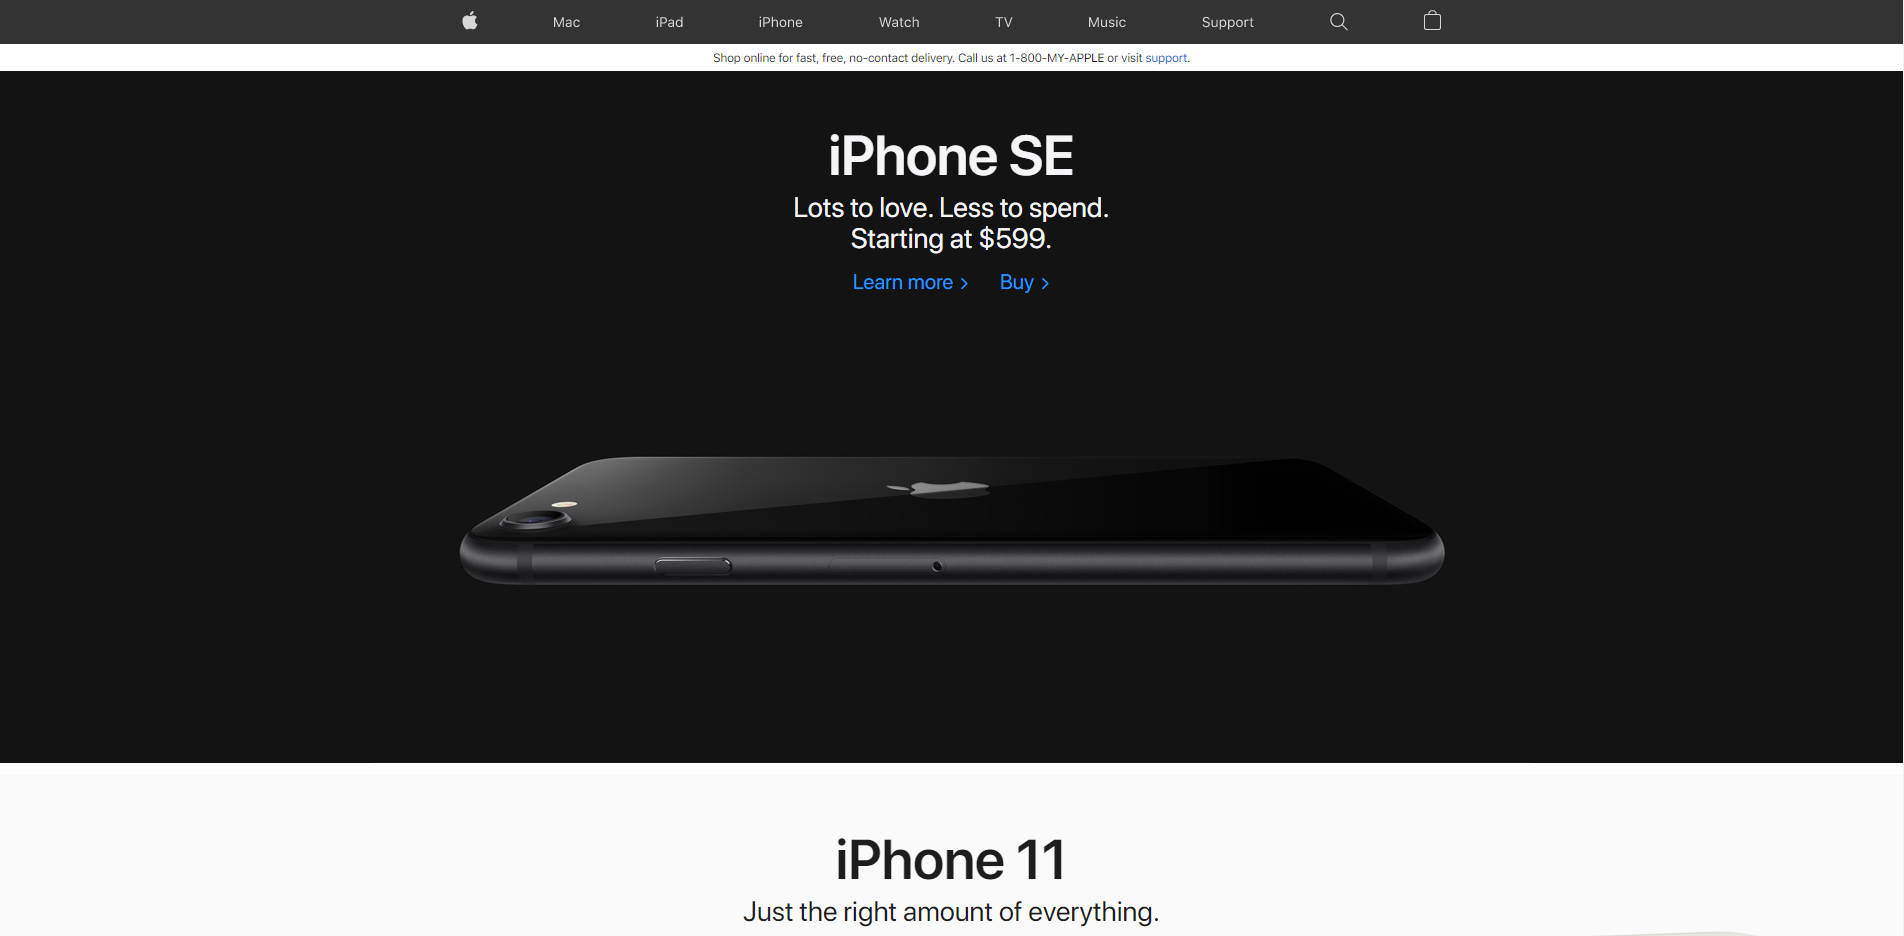 Mac iPad iPhone Watch TV Music Support
Shop online for fast, free, no-contact delivery. Call us at 1-800-MY-APPLE or visit support.
iPhone SE
Lots to love. Less to spend.
Starting at $599.
Learn more > Buy >
iPhone 11
Just the right amount of everything.